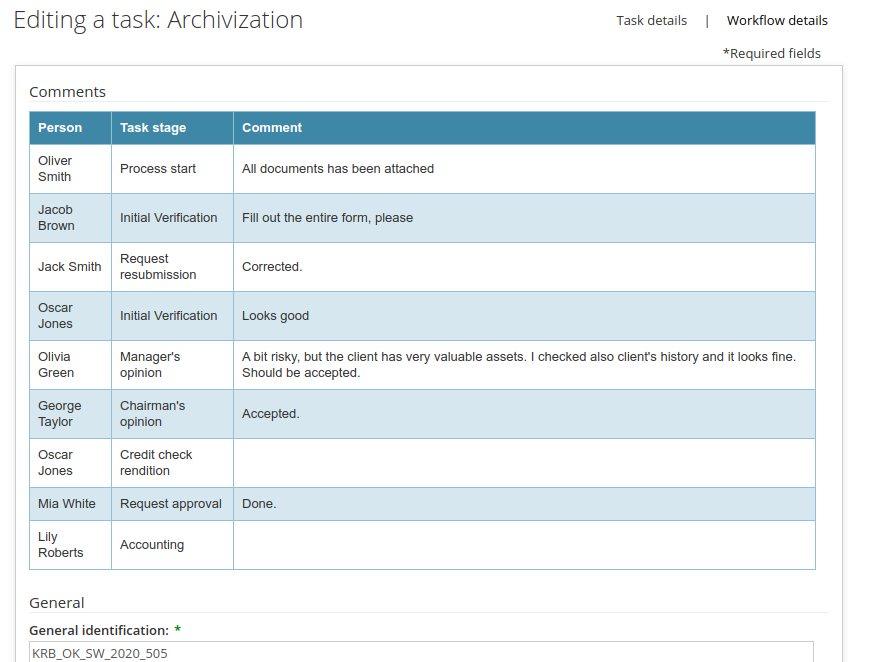 Editing a task: Archivization
Task details | Workflow details
*Required fields
Comments
Person Task stage Comment
Oliver
Smith
Process start
All documents has been attached
Jacob
Brown
Initial Verification
Fill out the entire form, please
Jack Smith
Request
resubmission
Corrected.
Oscar
Jones
Initial Verification
Looks good
Olivia
Green
Manager's
opinion
A bit risky, but the client has very valuable assets. I checked also client's history and it looks fine.
Should be accepted.
George
Taylor
Chairman's
opinion
Accepted.
Oscar
Jones
Credit check
rendition
Mia White
Request approval
Done.
Lily
Roberts
Accounting
General
General identification: *
KRB_OK_SW_2020_505